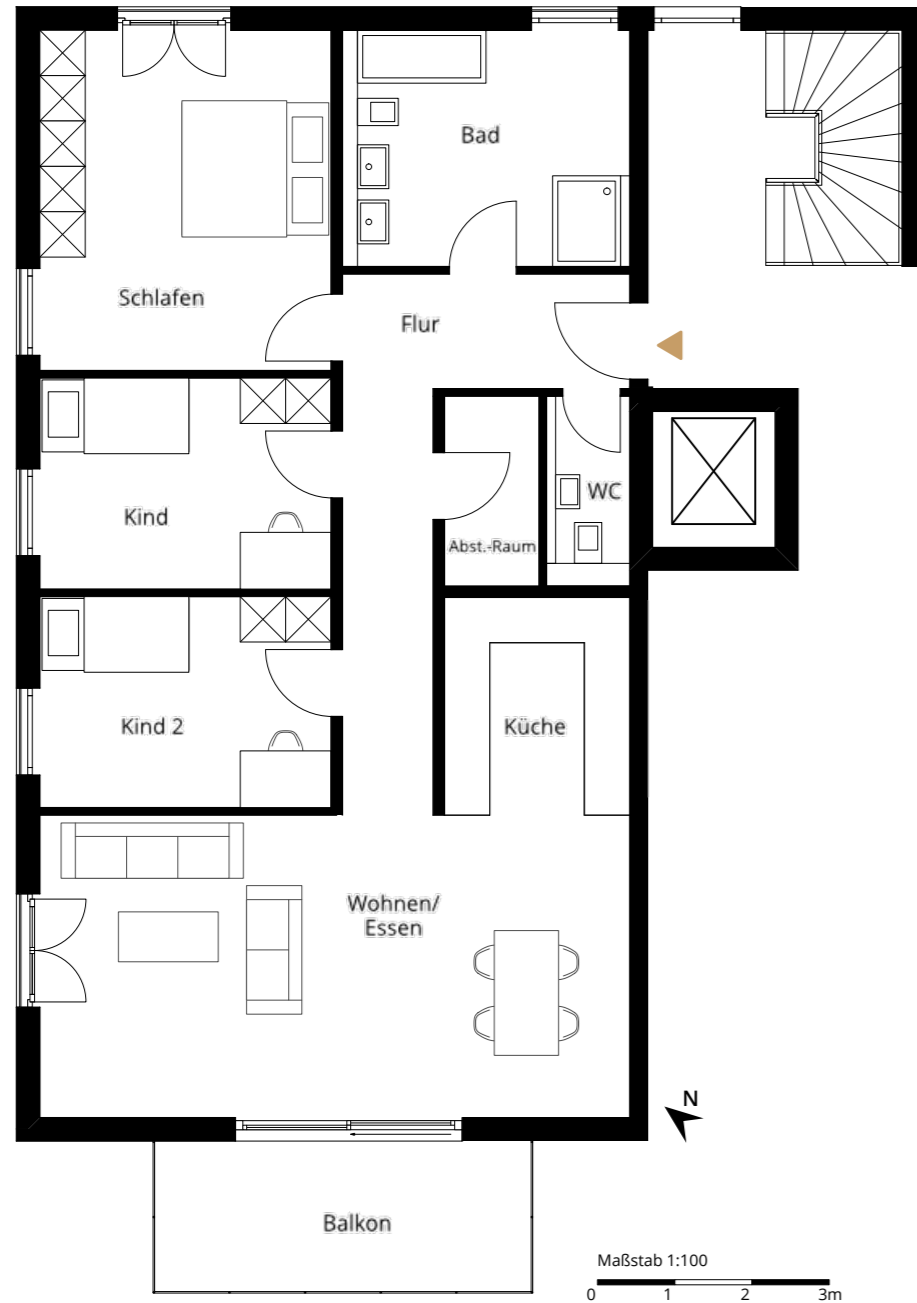 Bad
Schlafen
Flur
Kind
WC
Abst.-Raum
Kind 2
Küche
Wohnen/
Essen
N
Balkon
Maßstab 1:100
0 1 2 3m